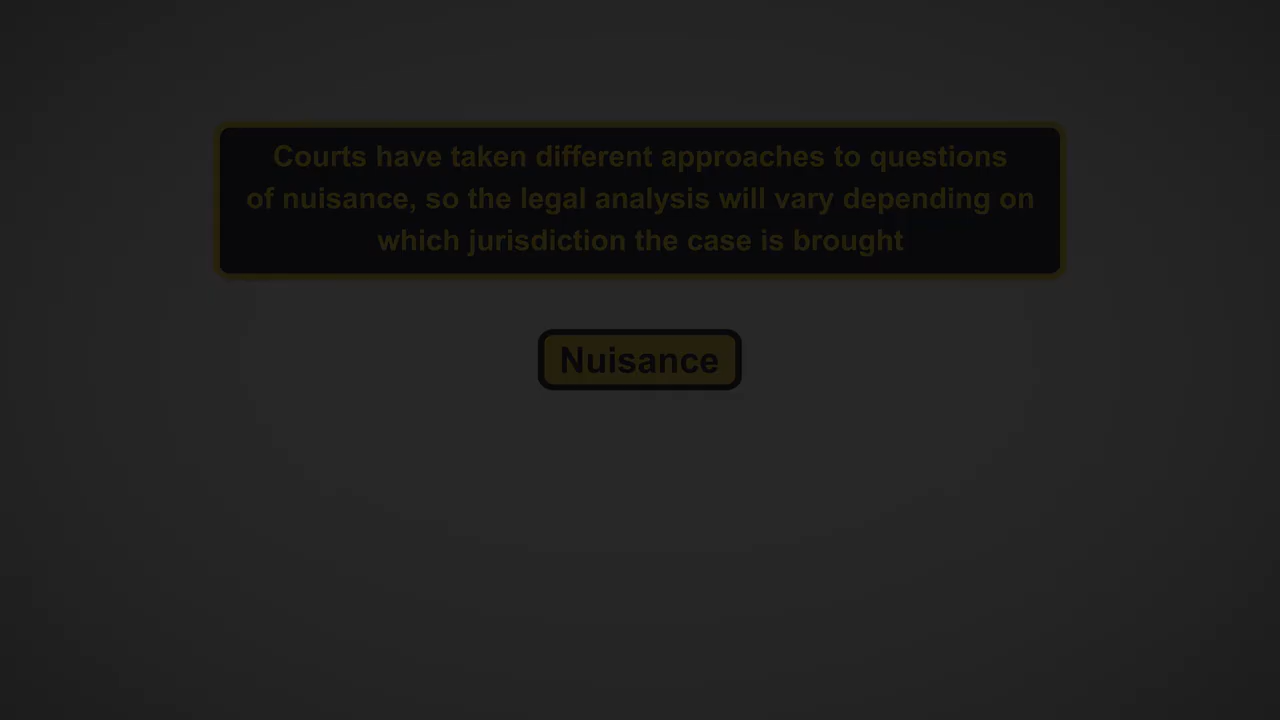 Courts have taken different approaches to questions
of nuisance, so the legal analysis will vary depending on
which jurisdiction the case is brought
Nuisance